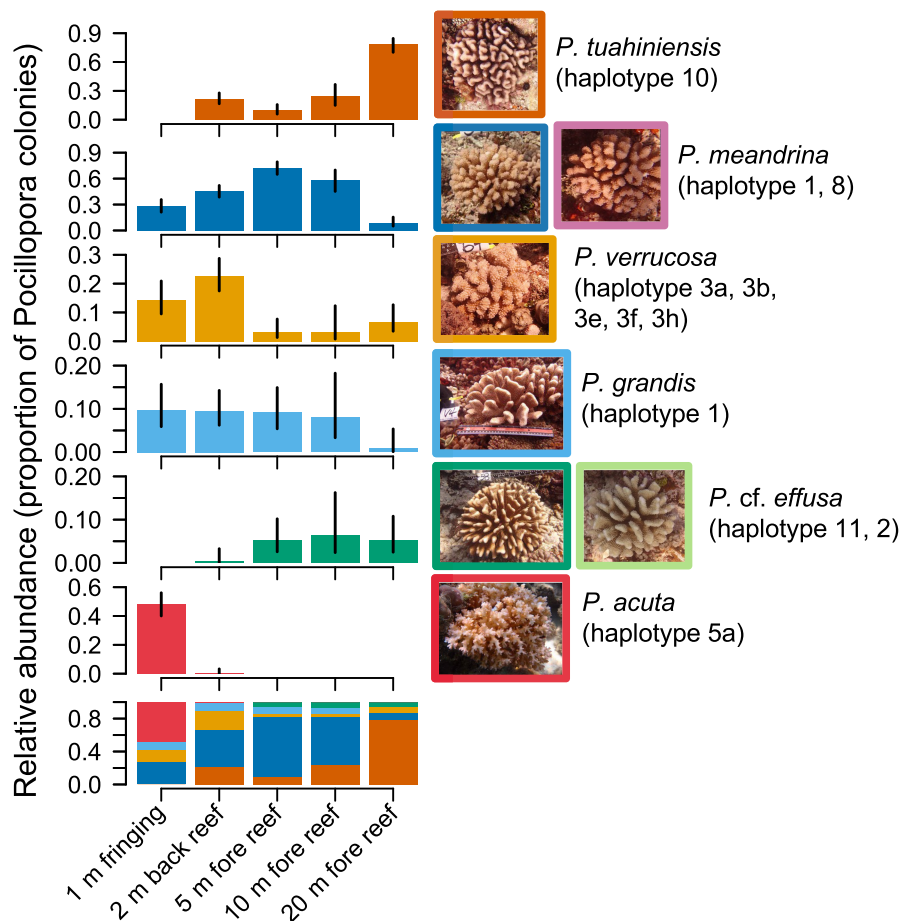 Relative abundance (proportion of Pocillopora colonies)
0.9
0.6
0.3
0.0
P. tuahiniensis
(haplotype 10)
0.9
0.6
0.3
0.0
P. meandrina
(haplotype 1, 8)
0.3
0.2
0.1
0.0
P. verrucosa
(haplotype 3a, 3b,
3e, 3f, 3h)
0.20
0.10
0.00
V4
P. grandis
(haplotype 1)
0.20
0.10
0.00
P. cf. effusa
(haplotype 11, 2)
0.6
0.4
0.2
0.0
P. acuta
(haplotype 5a)
0.8
0.4
0.0
1 m fringing
2 m back reef
5 m fore reef
10 m fore reef
20 m fore reef